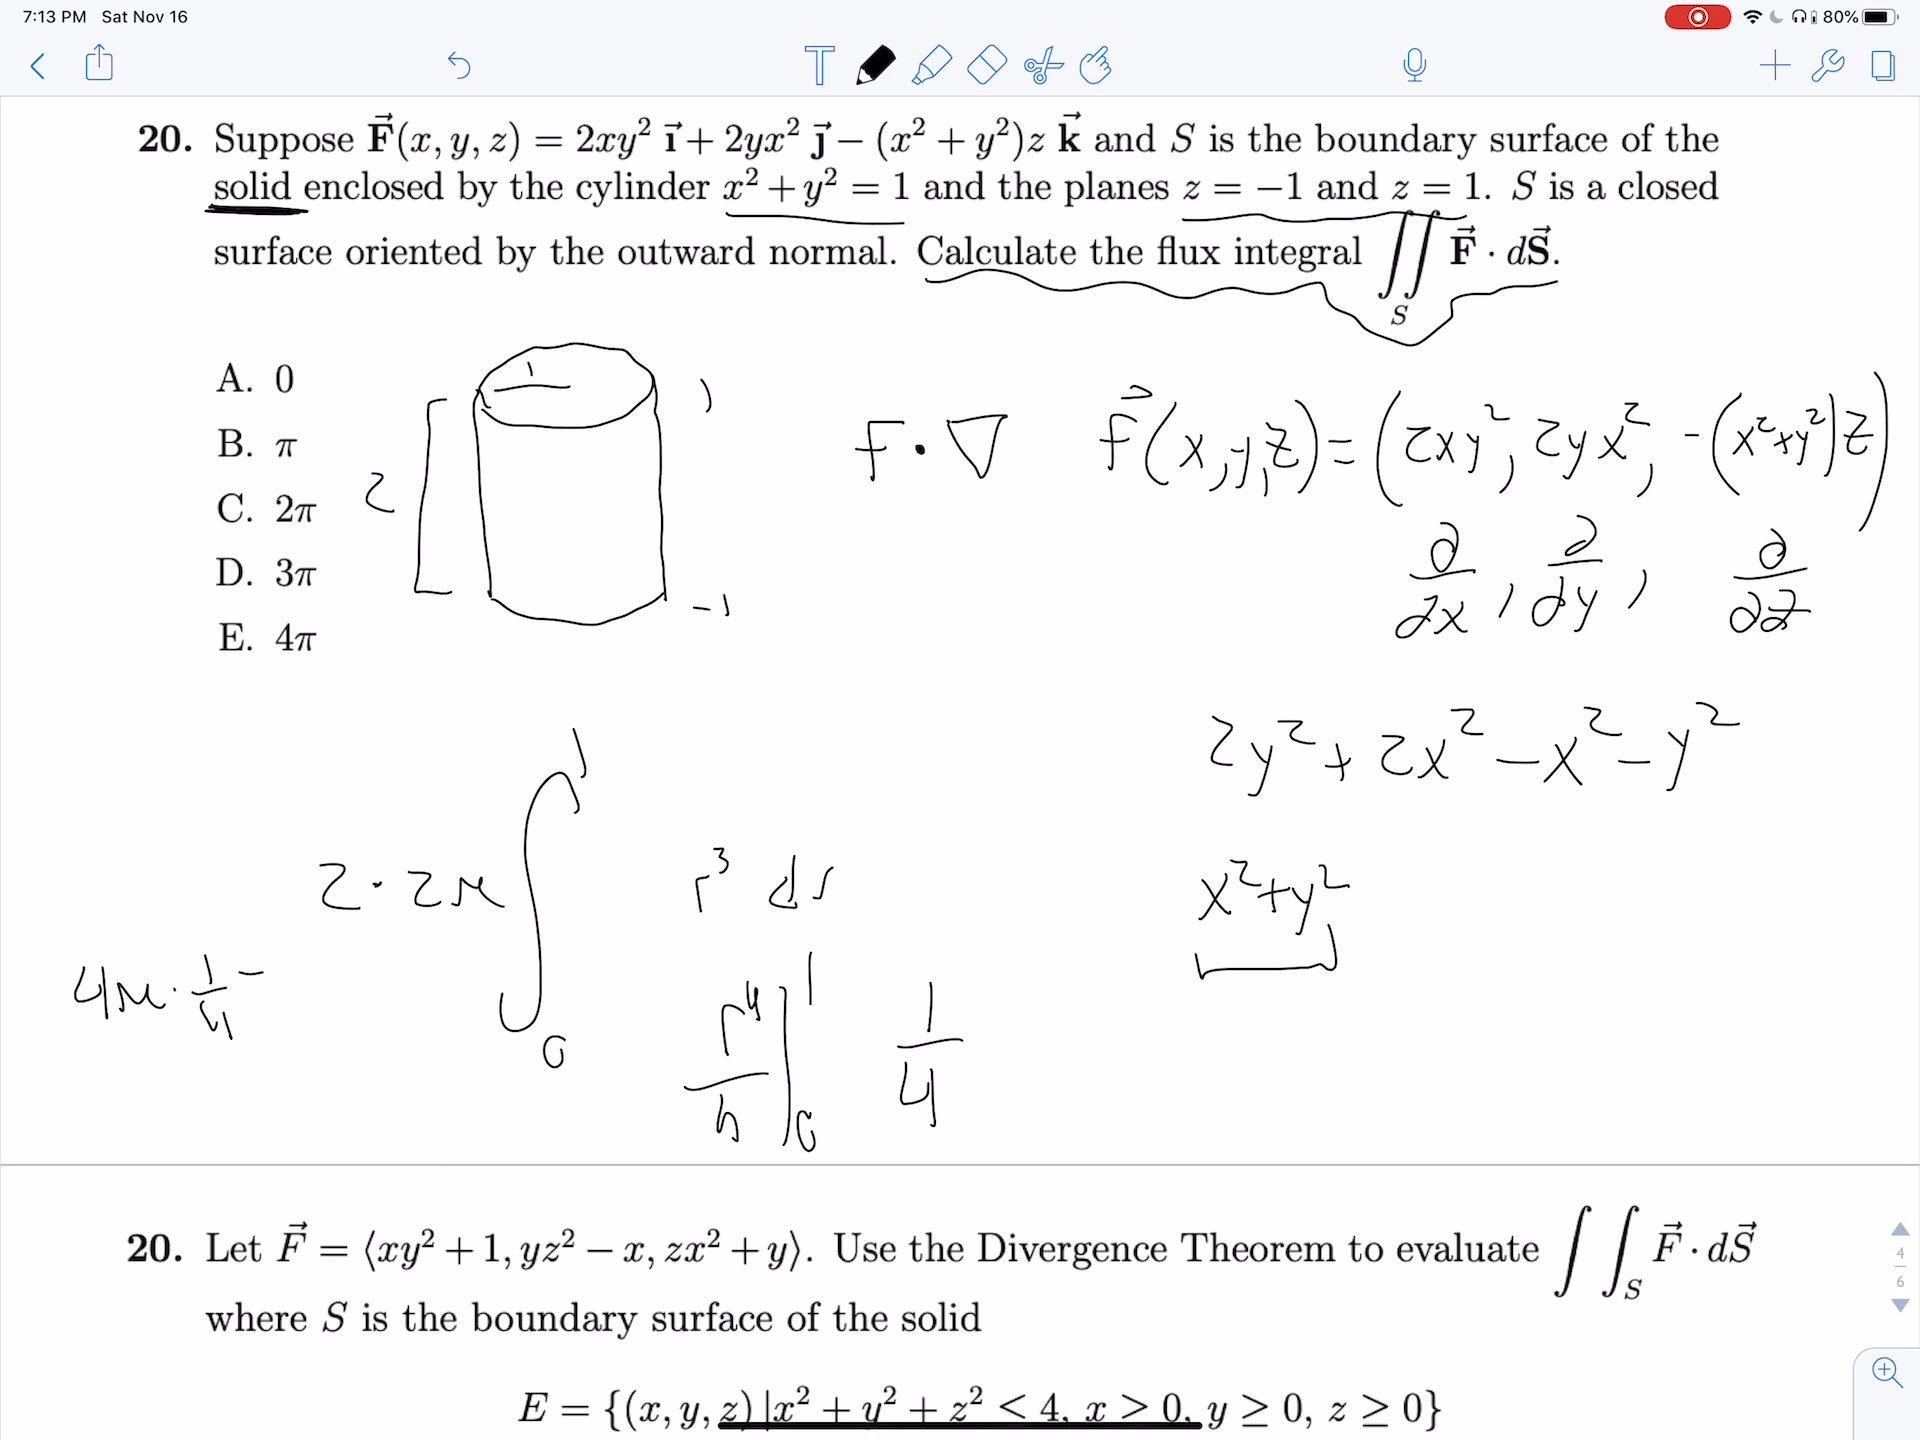 7:13 PM Sat Nov 16
80%
20. Suppose F⃗(x, y, z) = 2xy² i⃗ + 2yx² j⃗ − (x² + y²)z k⃗ and S is the boundary surface of the
solid enclosed by the cylinder x² + y² = 1 and the planes z = −1 and z = 1. S is a closed
surface oriented by the outward normal. Calculate the flux integral ∬_S F⃗ · dS⃗.
A. 0
B. π
C. 2π
D. 3π
E. 4π
1
1
2
-1
F · ∇
F⃗(x, y, z) = (2xy², 2yx², -(x²+y²)z)
∂/∂x, ∂/∂y, ∂/∂z
2y² + 2x² - x² - y²
x²+y²
2 · 2π ∫₀¹ r³ dr
4π · 1/4 -
r⁴/4 |₀¹ 1/4
20. Let F⃗ = ⟨xy² + 1, yz² − x, zx² + y⟩. Use the Divergence Theorem to evaluate ∫∫_S F⃗ · dS⃗
where S is the boundary surface of the solid
E = {(x, y, z) |x² + y² + z² < 4, x > 0, y ≥ 0, z ≥ 0}
4
6